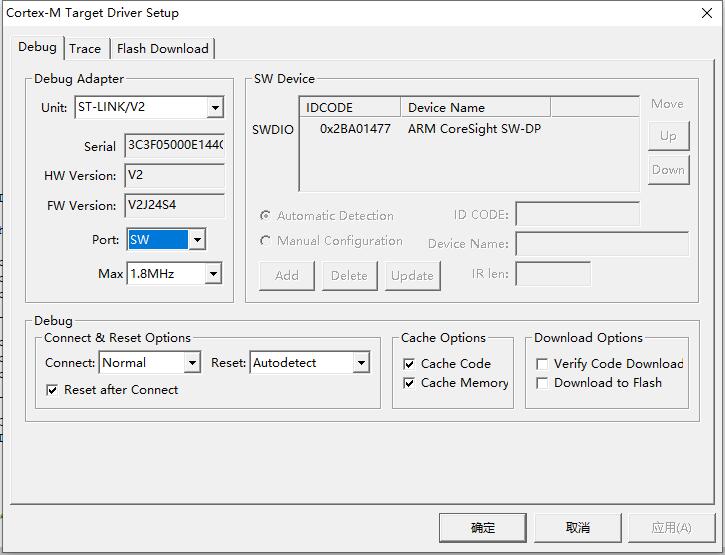 Cortex-M Target Driver Setup
Debug Trace Flash Download
Debug Adapter
Unit: ST-LINK/V2
Serial 3C3F05000E144C
HW Version: V2
FW Version: V2J24S4
Port: SW
Max 1.8MHz
SW Device
IDCODE Device Name
SWDIO 0x2BA01477 ARM CoreSight SW-DP
Move
Up
Down
Automatic Detection ID CODE:
Manual Configuration Device Name:
Add Delete Update IR len:
Debug
Connect & Reset Options
Connect: Normal Reset: Autodetect
Reset after Connect
Cache Options
Cache Code
Cache Memory
Download Options
Verify Code Download
Download to Flash
确定 取消 应用(A)